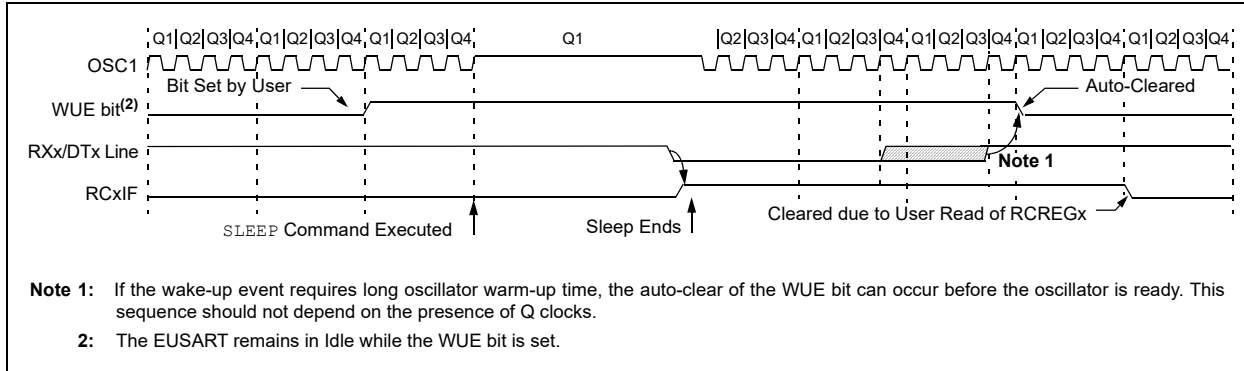 Q1 Q2 Q3 Q4 Q1 Q2 Q3 Q4 Q1 Q2 Q3 Q4 Q1 Q2 Q3 Q4 Q1 Q2 Q3 Q4 Q1 Q2 Q3 Q4 Q1 Q2 Q3 Q4 Q1 Q2 Q3 Q4
OSC1
Bit Set by User
Auto-Cleared
WUE bit(2)
RXx/DTx Line
Note 1
RCxIF
Cleared due to User Read of RCREGx
SLEEP Command Executed
Sleep Ends
Note 1: If the wake-up event requires long oscillator warm-up time, the auto-clear of the WUE bit can occur before the oscillator is ready. This
sequence should not depend on the presence of Q clocks.
2: The EUSART remains in Idle while the WUE bit is set.